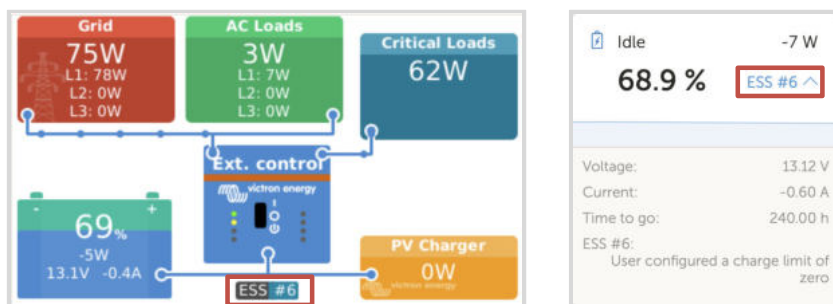 Grid
75W
L1: 78W
L2: 0W
L3: 0W
AC Loads
3W
L1: 7W
L2: 0W
L3: 0W
Critical Loads
62W
Ext. control
victron energy
- +
69%
-5W
13.1V -0.4A
ESS #6
PV Charger
0W
victron energy
Idle -7 W
68.9 % ESS #6
Voltage: 13.12 V
Current: -0.60 A
Time to go: 240.00 h
ESS #6:
User configured a charge limit of
zero